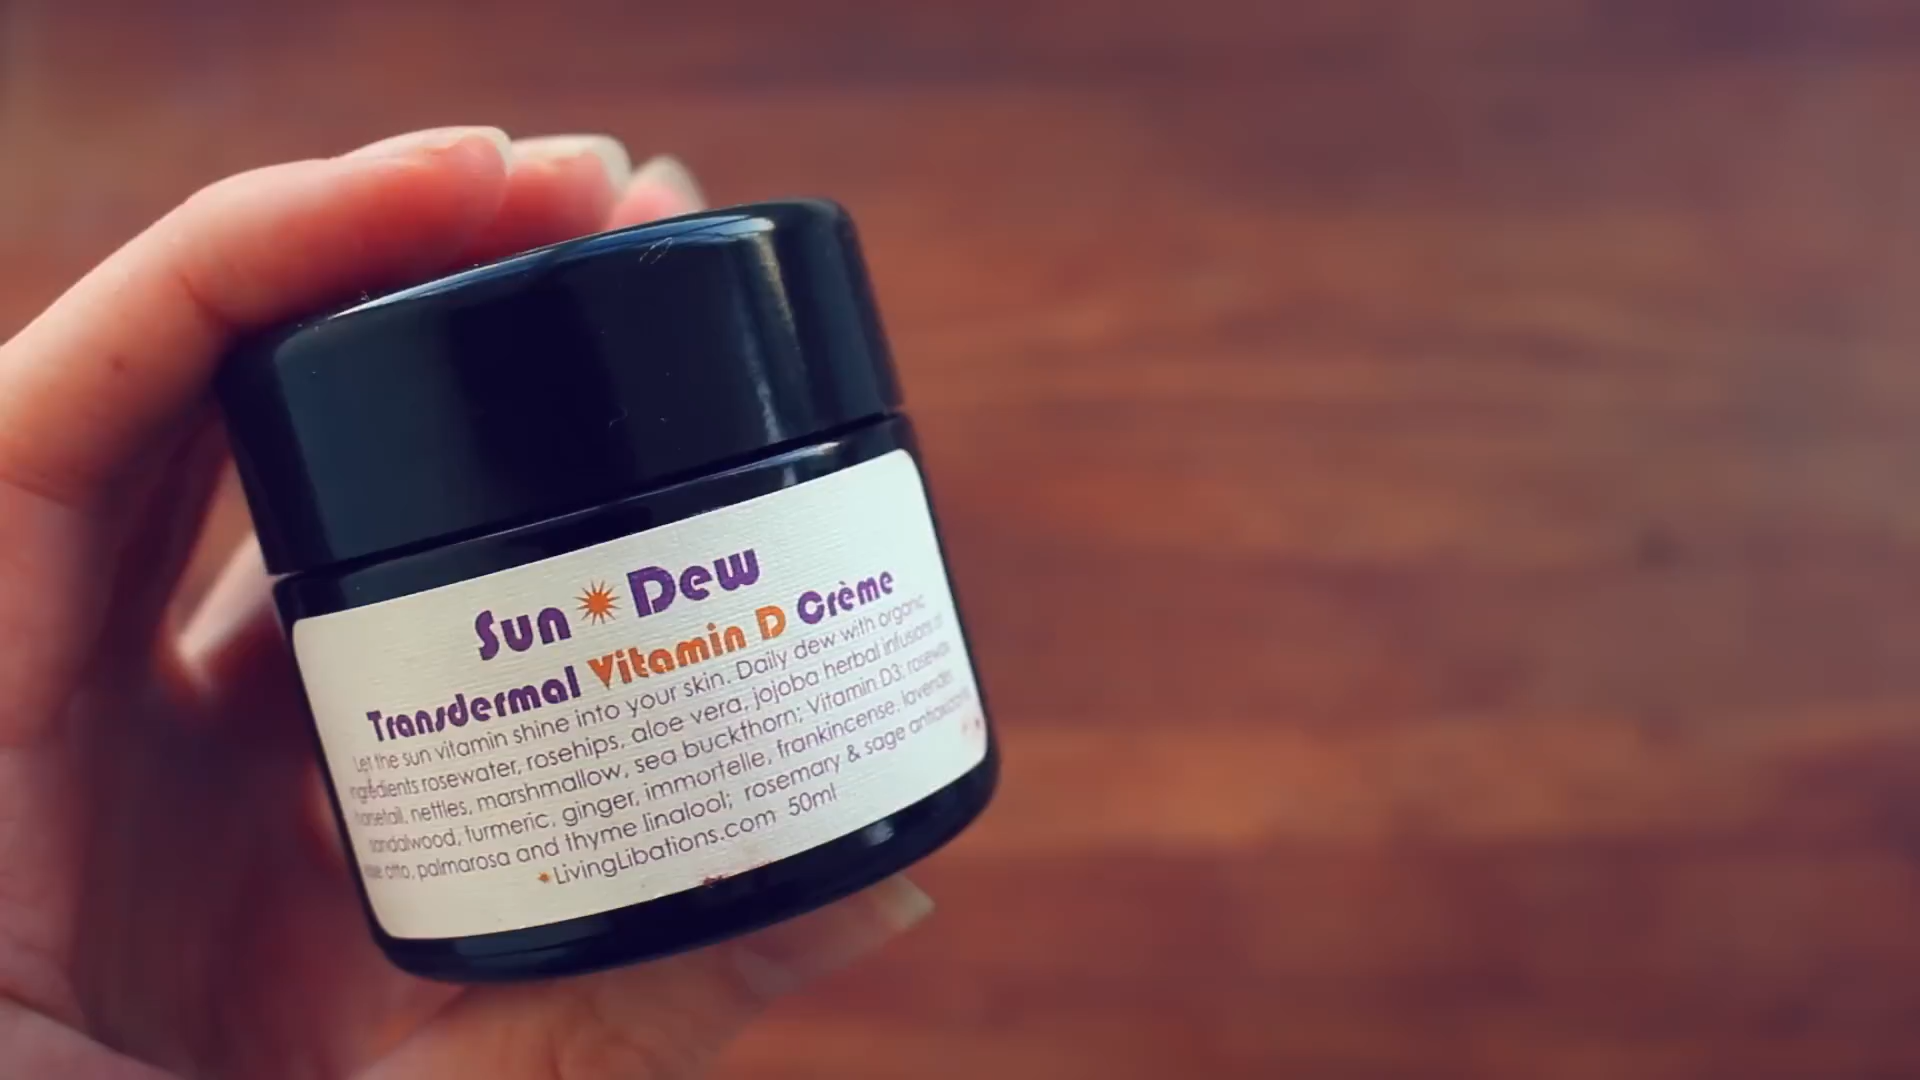 Sun Dew
Transdermal Vitamin D Crème
Let the sun vitamin shine into your skin. Daily dew with organic
ingredients rosewater, rosehips, aloe vera, jojoba herbal infusions of
horsetail, nettles, marshmallow, sea buckthorn; Vitamin D3; rosewax
sandalwood, turmeric, ginger, immortelle, frankincense, lavender,
rose otto, palmarosa and thyme linalool; rosemary & sage antioxidants
LivingLibations.com 50ml